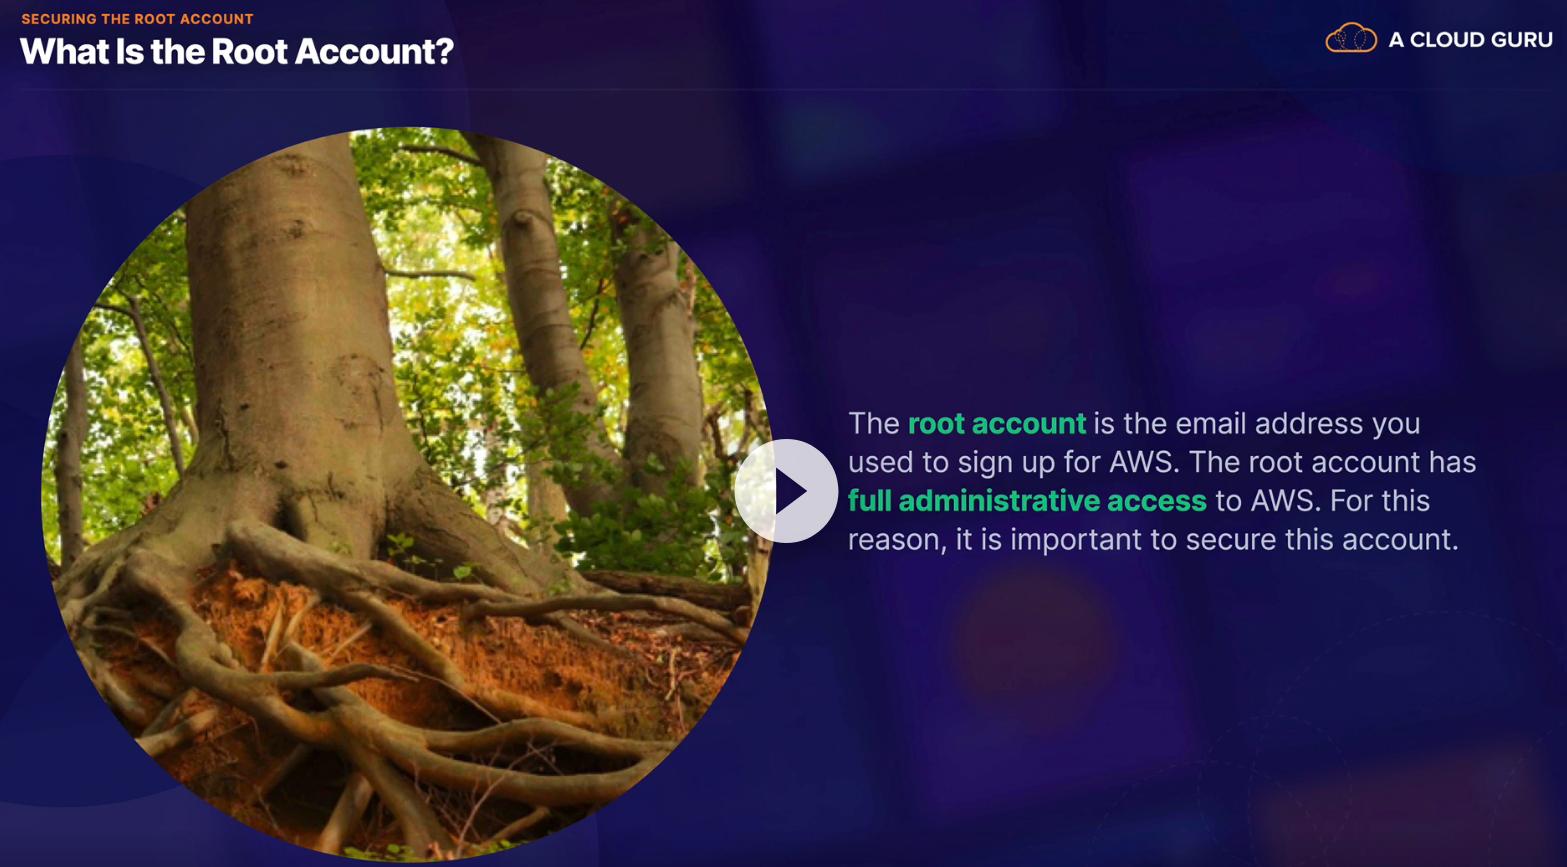 SECURING THE ROOT ACCOUNT
What Is the Root Account?
A CLOUD GURU
The root account is the email address you
used to sign up for AWS. The root account has
full administrative access to AWS. For this
reason, it is important to secure this account.